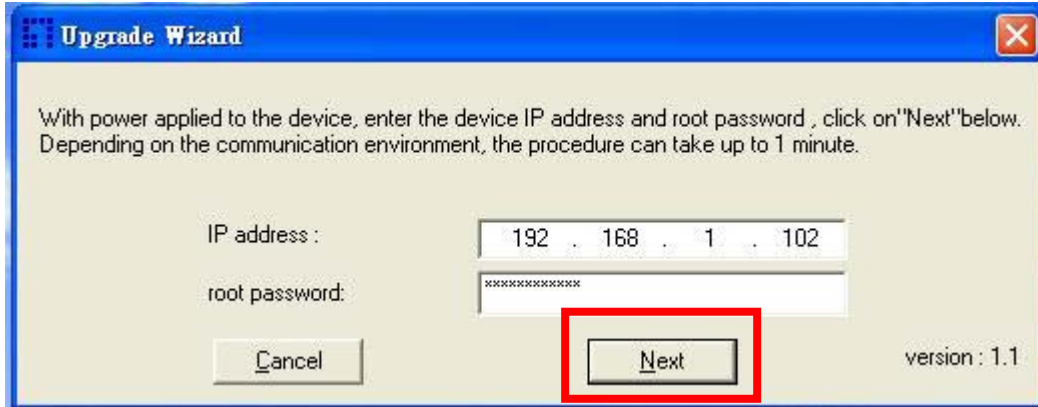 Upgrade Wizard
With power applied to the device, enter the device IP address and root password , click on"Next"below.
Depending on the communication environment, the procedure can take up to 1 minute.
IP address :
192 . 168 . 1 . 102
root password:
************
Cancel
Next
version : 1.1